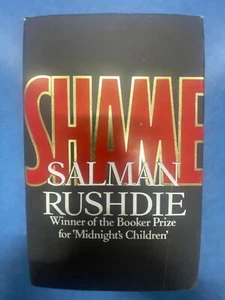 SHAME
SALMAN
RUSHDIE
Winner of the Booker Prize
for 'Midnight's Children'